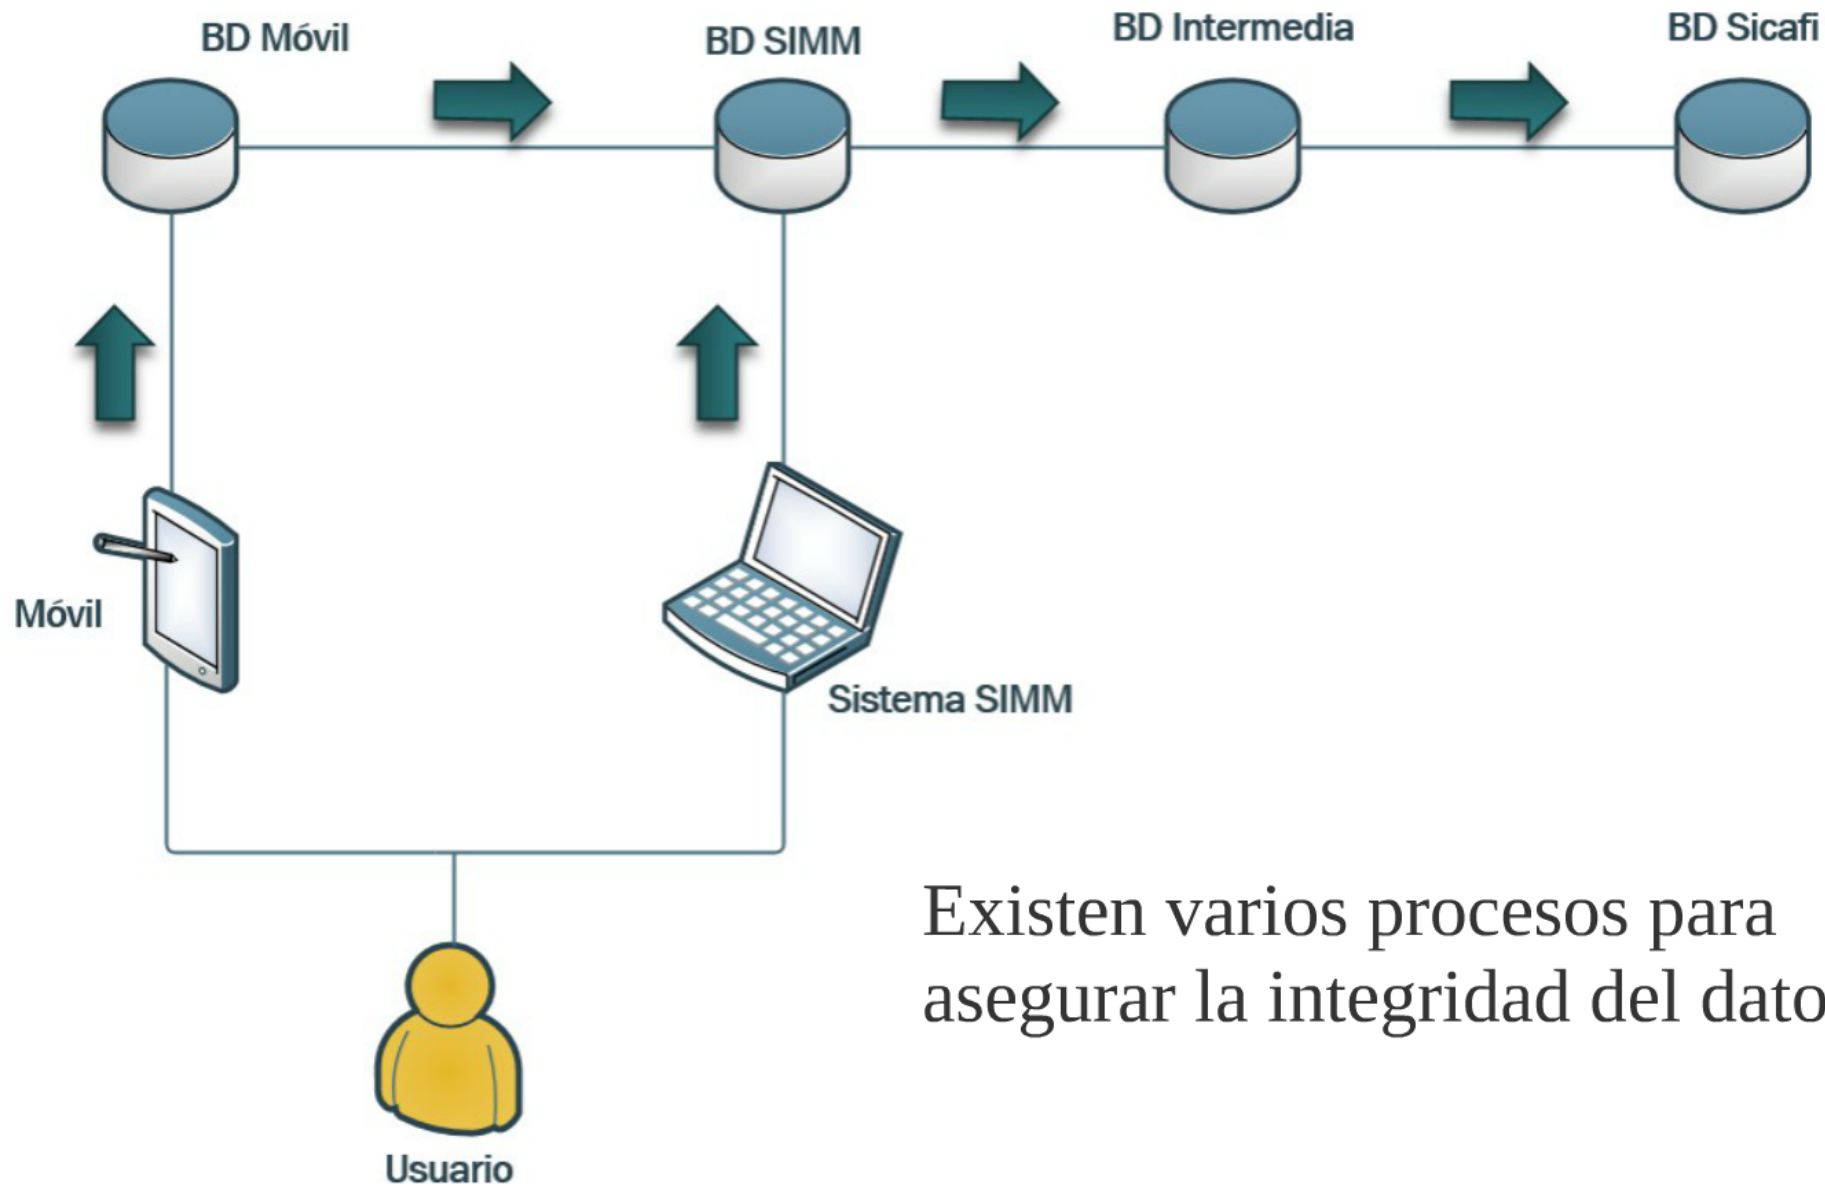 BD Móvil
BD SIMM
BD Intermedia
BD Sicafi
Móvil
Sistema SIMM
Existen varios procesos para
asegurar la integridad del dato
Usuario